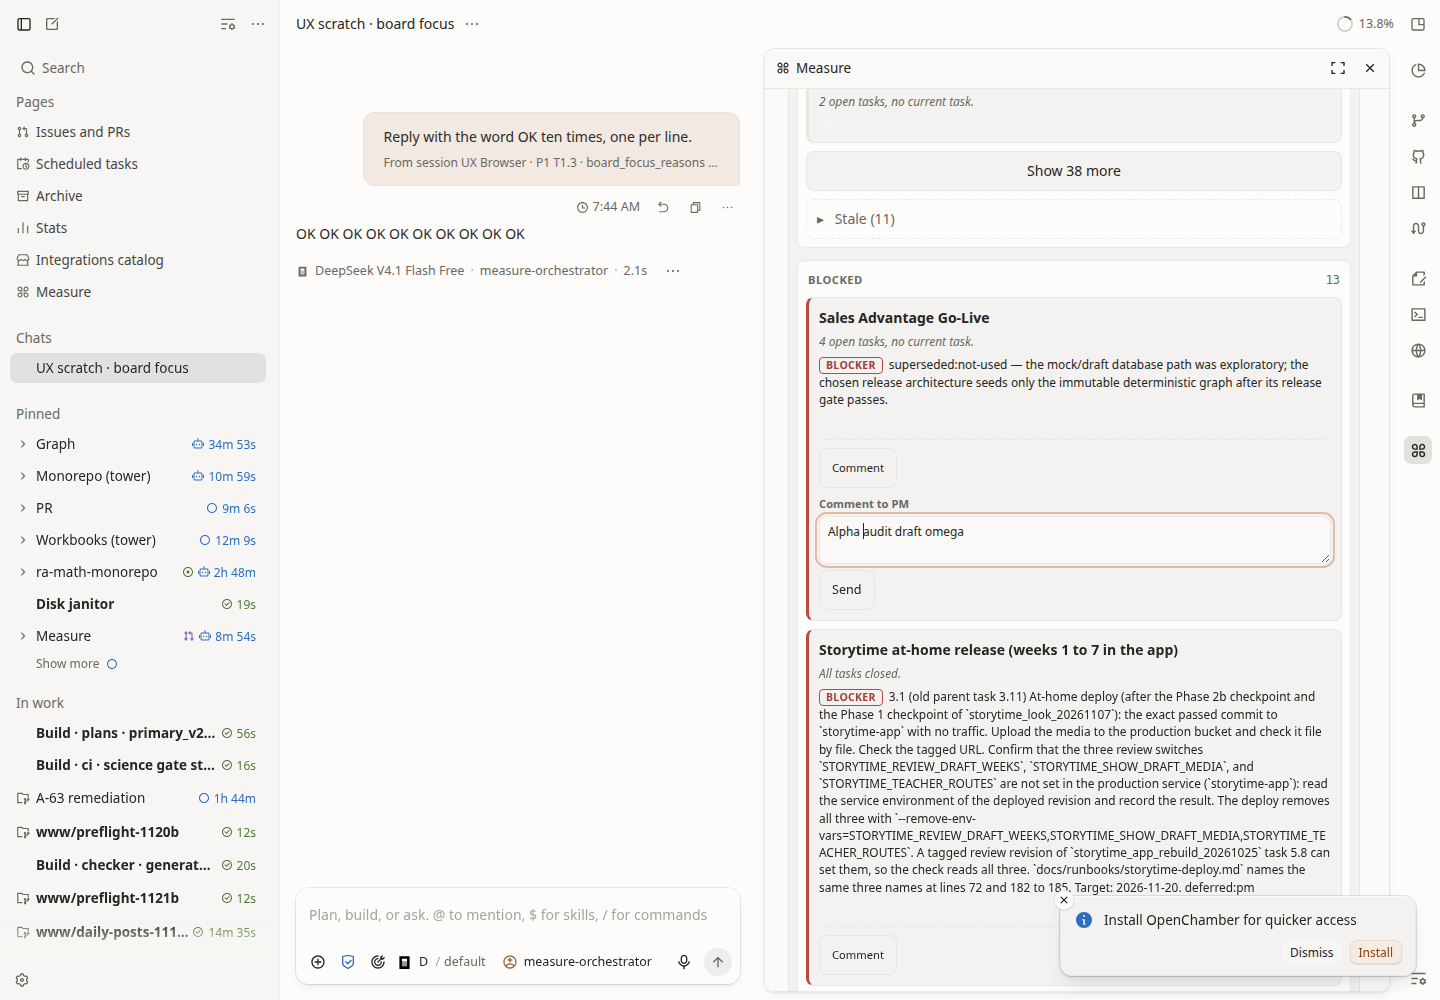 Search
Pages
Issues and PRs
Scheduled tasks
Archive
Stats
Integrations catalog
Measure
Chats
UX scratch · board focus
Pinned
Graph 34m 53s
Monorepo (tower) 10m 59s
PR 9m 6s
Workbooks (tower) 12m 9s
ra-math-monorepo 2h 48m
Disk janitor 19s
Measure 8m 54s
Show more
In work
Build · plans · primary_v2... 56s
Build · ci · science gate st... 16s
A-63 remediation 1h 44m
www/preflight-1120b 12s
Build · checker · generat... 20s
www/preflight-1121b 12s
www/daily-posts-111... 14m 35s
UX scratch · board focus ···
13.8%
Reply with the word OK ten times, one per line.
From session UX Browser · P1 T1.3 · board_focus_reasons ...
7:44 AM
OK OK OK OK OK OK OK OK OK OK
DeepSeek V4.1 Flash Free · measure-orchestrator · 2.1s
Plan, build, or ask. @ to mention, $ for skills, / for commands
D / default measure-orchestrator
Measure
2 open tasks, no current task.
Show 38 more
Stale (11)
BLOCKED 13
Sales Advantage Go-Live
4 open tasks, no current task.
BLOCKER superseded:not-used — the mock/draft database path was exploratory; the
chosen release architecture seeds only the immutable deterministic graph after its release
gate passes.
Comment
Comment to PM
Alpha audit draft omega
Send
Storytime at-home release (weeks 1 to 7 in the app)
All tasks closed.
BLOCKER 3.1 (old parent task 3.11) At-home deploy (after the Phase 2b checkpoint and
the Phase 1 checkpoint of `storytime_look_20261107`): the exact passed commit to
`storytime-app` with no traffic. Upload the media to the production bucket and check it file
by file. Check the tagged URL. Confirm that the three review switches
`STORYTIME_REVIEW_DRAFT_WEEKS`, `STORYTIME_SHOW_DRAFT_MEDIA`, and
`STORYTIME_TEACHER_ROUTES` are not set in the production service (`storytime-app`): read
the service environment of the deployed revision and record the result. The deploy removes
all three with `--remove-env-
vars=STORYTIME_REVIEW_DRAFT_WEEKS,STORYTIME_SHOW_DRAFT_MEDIA,STORYTIME_TE
ACHER_ROUTES`. A tagged review revision of `storytime_app_rebuild_20261025` task 5.8 can
set them, so the check reads all three. `docs/runbooks/storytime-deploy.md` names the
same three names at lines 72 and 182 to 185. Target: 2026-11-20. deferred:pm
Comment
Install OpenChamber for quicker access
Dismiss Install